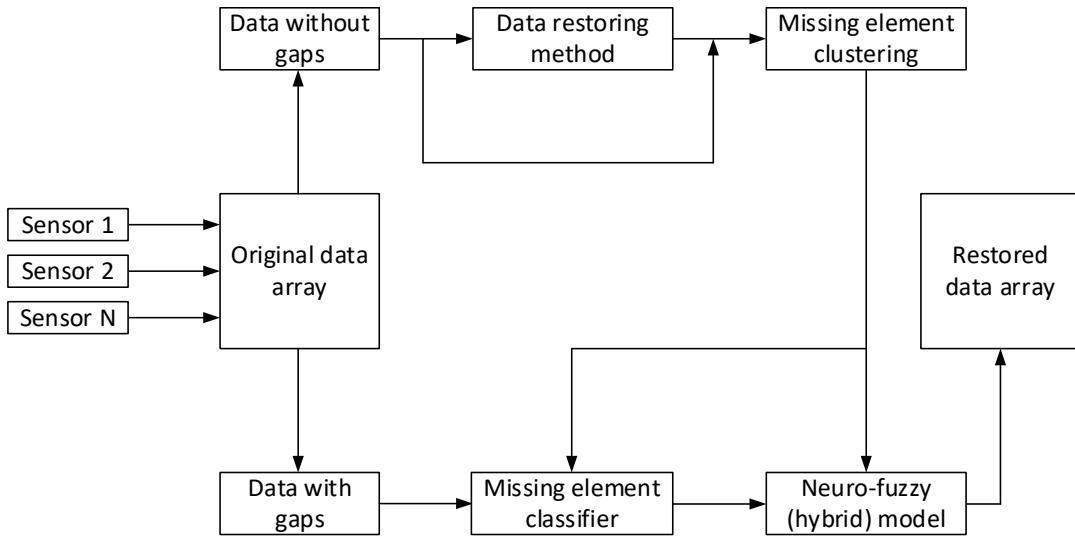 Data without
gaps
Data restoring
method
Missing element
clustering
Sensor 1
Sensor 2
Sensor N
Original data
array
Restored
data array
Data with
gaps
Missing element
classifier
Neuro-fuzzy
(hybrid) model